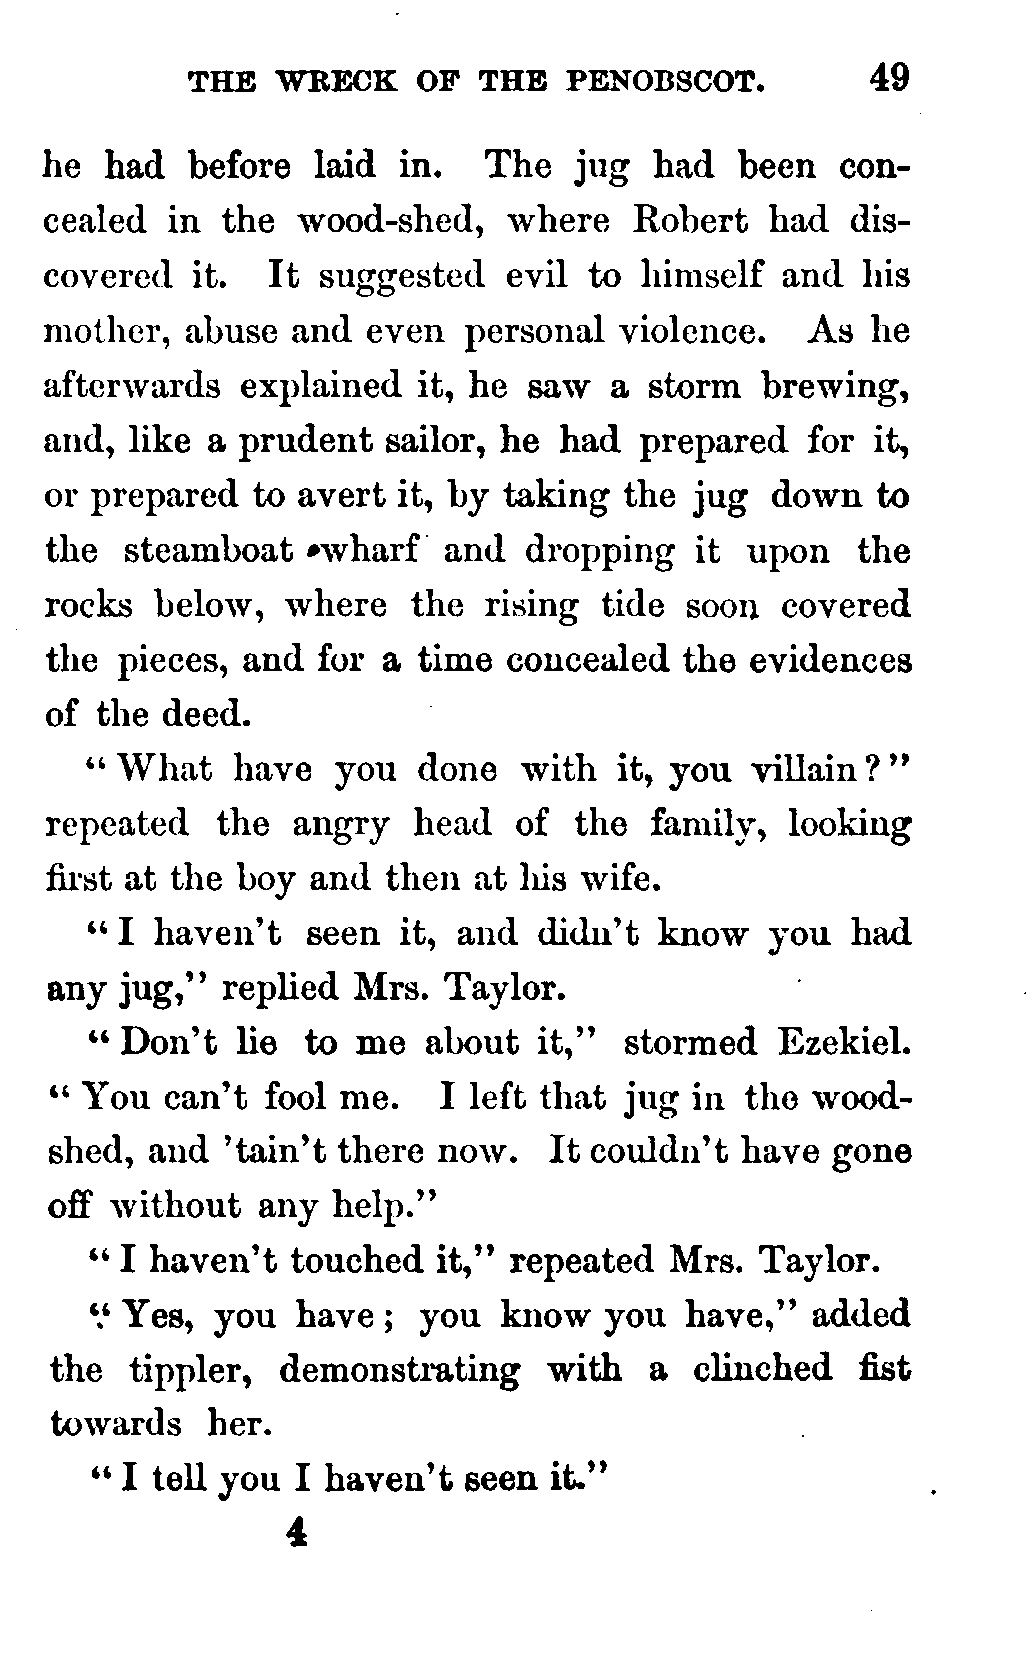 THE WRECK OF THE PENOBSCOT. 49
he had before laid in. The jug had been con-
cealed in the wood-shed, where Robert had dis-
covered it. It suggested evil to himself and his
mother, abuse and even personal violence. As he
afterwards explained it, he saw a storm brewing,
and, like a prudent sailor, he had prepared for it,
or prepared to avert it, by taking the jug down to
the steamboat wharf and dropping it upon the
rocks below, where the rising tide soon covered
the pieces, and for a time concealed the evidences
of the deed.
"What have you done with it, you villain?"
repeated the angry head of the family, looking
first at the boy and then at his wife.
"I haven't seen it, and didn't know you had
any jug," replied Mrs. Taylor.
"Don't lie to me about it," stormed Ezekiel.
"You can't fool me. I left that jug in the wood-
shed, and 'tain't there now. It couldn't have gone
off without any help."
"I haven't touched it," repeated Mrs. Taylor.
"Yes, you have; you know you have," added
the tippler, demonstrating with a clinched fist
towards her.
"I tell you I haven't seen it."
4